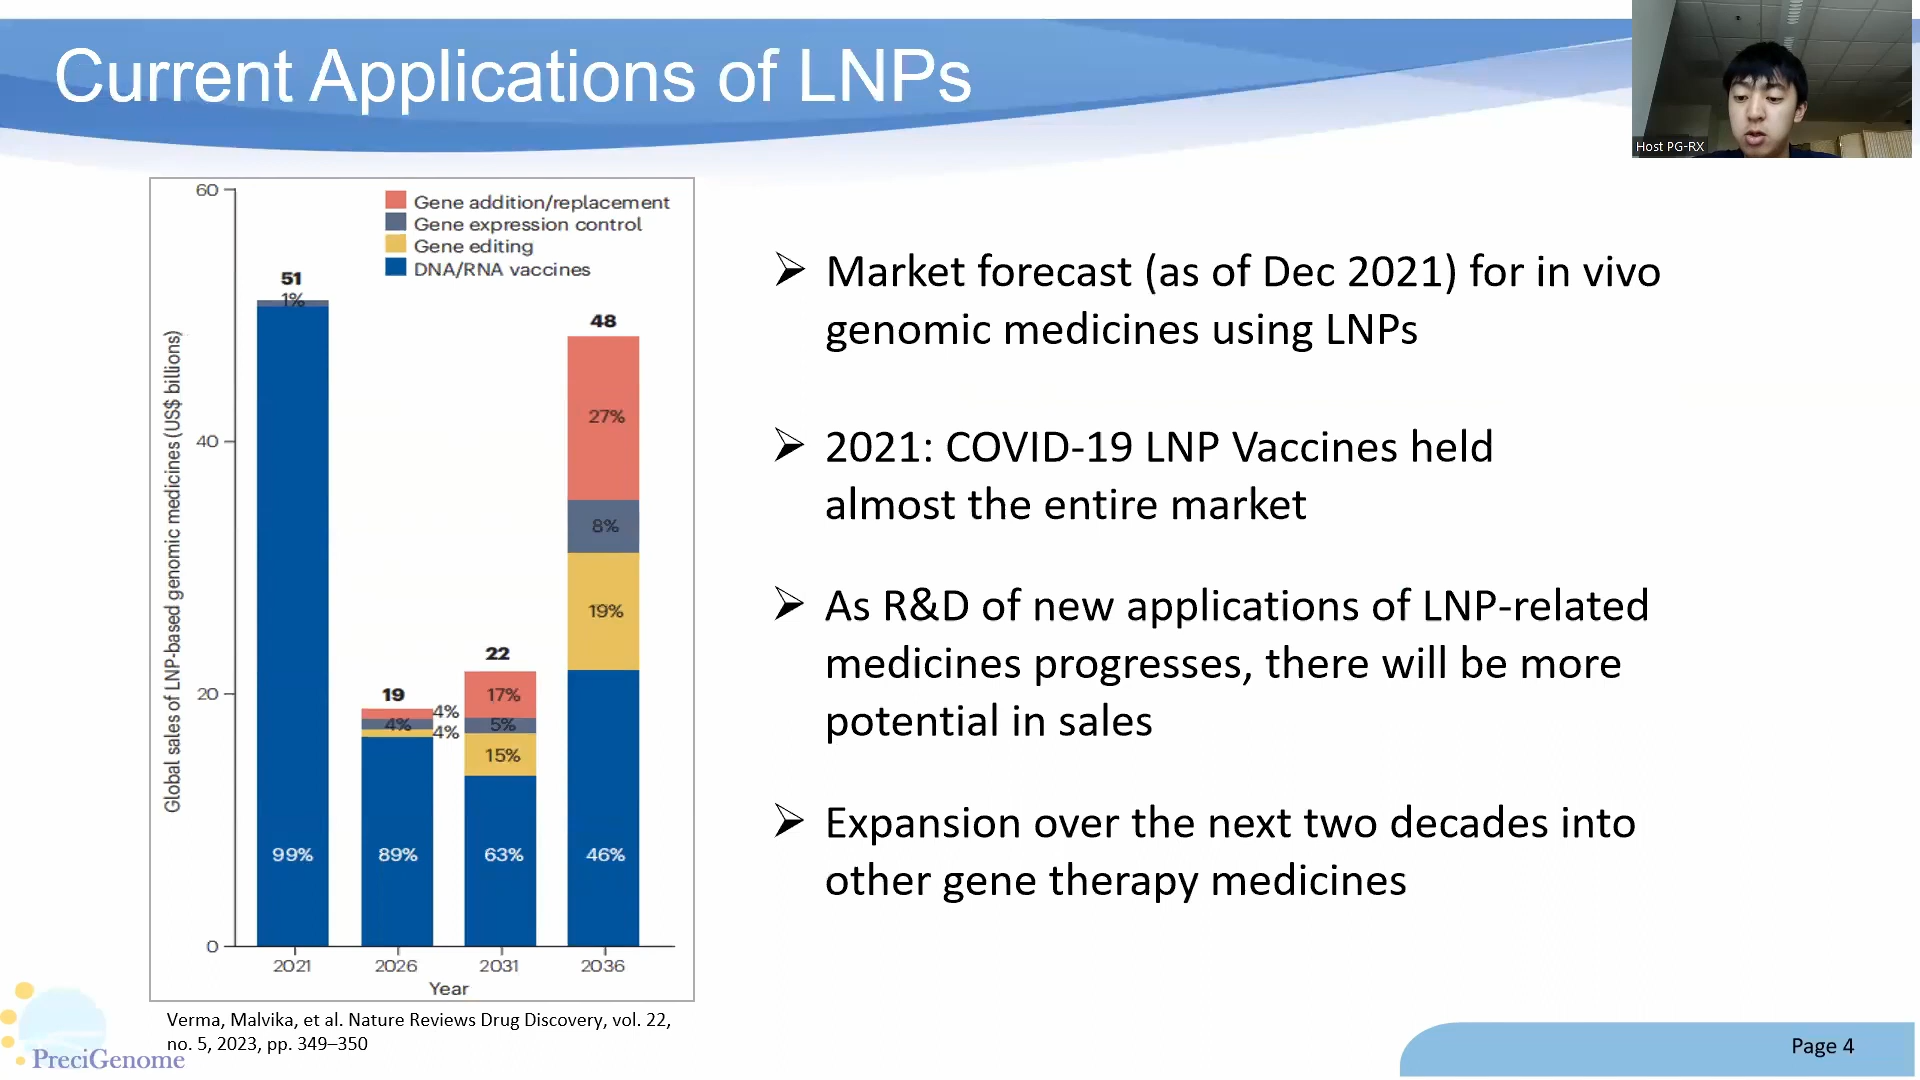 Current Applications of LNPs
Host PG-RX
60
40
20
0
Global sales of LNP-based genomic medicines (US$ billions)
Gene addition/replacement
Gene expression control
Gene editing
DNA/RNA vaccines
51
1%
99%
19
4%
4%
4%
89%
22
17%
5%
15%
63%
48
27%
8%
19%
46%
2021
2026
2031
2036
Year
Verma, Malvika, et al. Nature Reviews Drug Discovery, vol. 22,
no. 5, 2023, pp. 349–350
➢ Market forecast (as of Dec 2021) for in vivo
genomic medicines using LNPs
➢ 2021: COVID-19 LNP Vaccines held
almost the entire market
➢ As R&D of new applications of LNP-related
medicines progresses, there will be more
potential in sales
➢ Expansion over the next two decades into
other gene therapy medicines
PreciGenome
Page 4